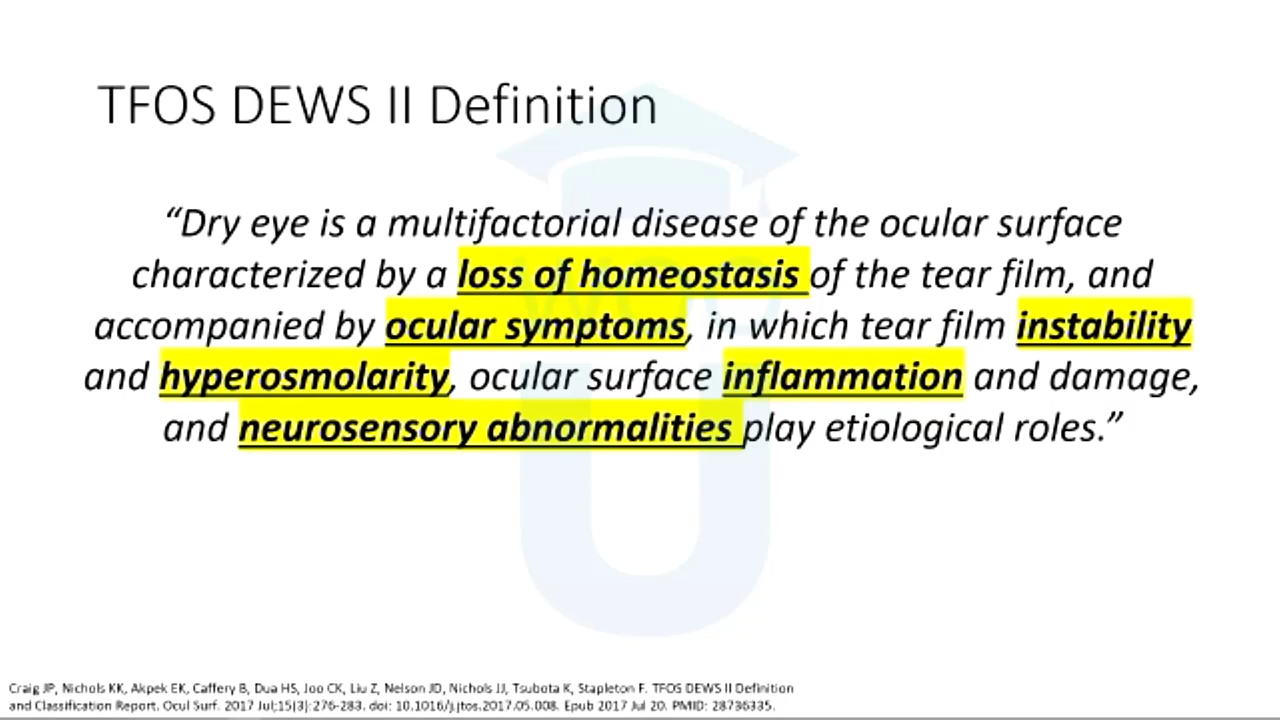 TFOS DEWS II Definition
“Dry eye is a multifactorial disease of the ocular surface
characterized by a loss of homeostasis of the tear film, and
accompanied by ocular symptoms, in which tear film instability
and hyperosmolarity, ocular surface inflammation and damage,
and neurosensory abnormalities play etiological roles.”
Craig JP, Nichols KK, Akpek EK, Caffery B, Dua HS, Joo CK, Liu Z, Nelson JD, Nichols JJ, Tsubota K, Stapleton F. TFOS DEWS II Definition
and Classification Report. Ocul Surf. 2017 Jul;15(3):276-283. doi: 10.1016/j.jtos.2017.05.008. Epub 2017 Jul 20. PMID: 28736335.